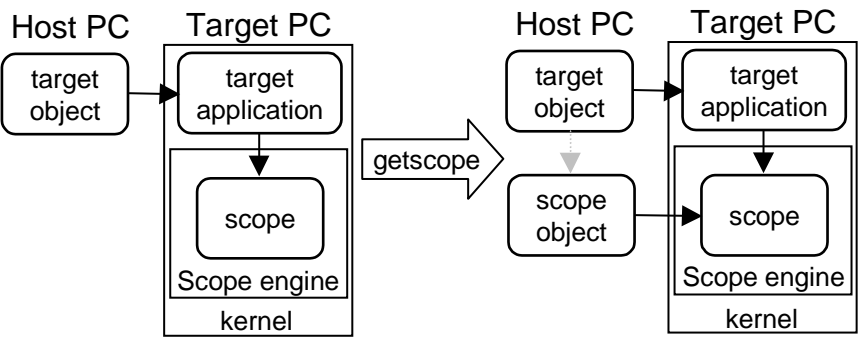 Host PC
Target PC
target
object
target
application
scope
Scope engine
kernel
getscope
Host PC
Target PC
target
object
target
application
scope
object
scope
Scope engine
kernel